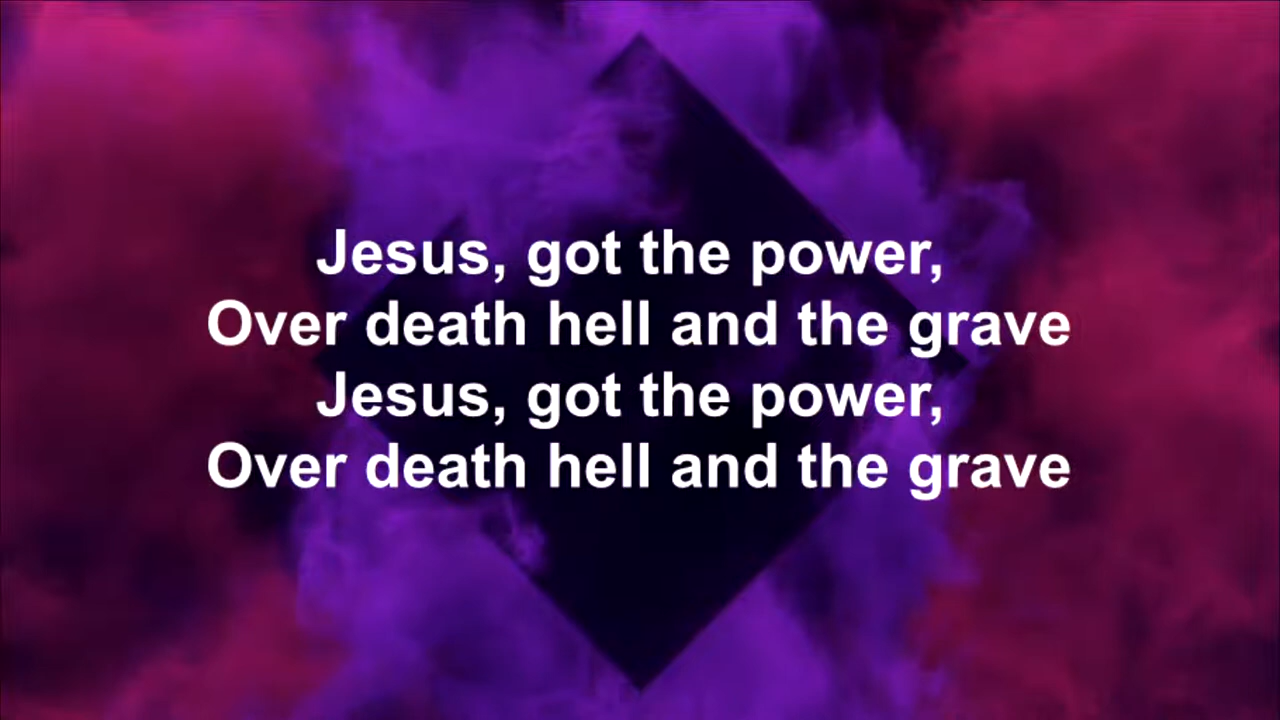 Jesus, got the power,
Over death hell and the grave
Jesus, got the power,
Over death hell and the grave